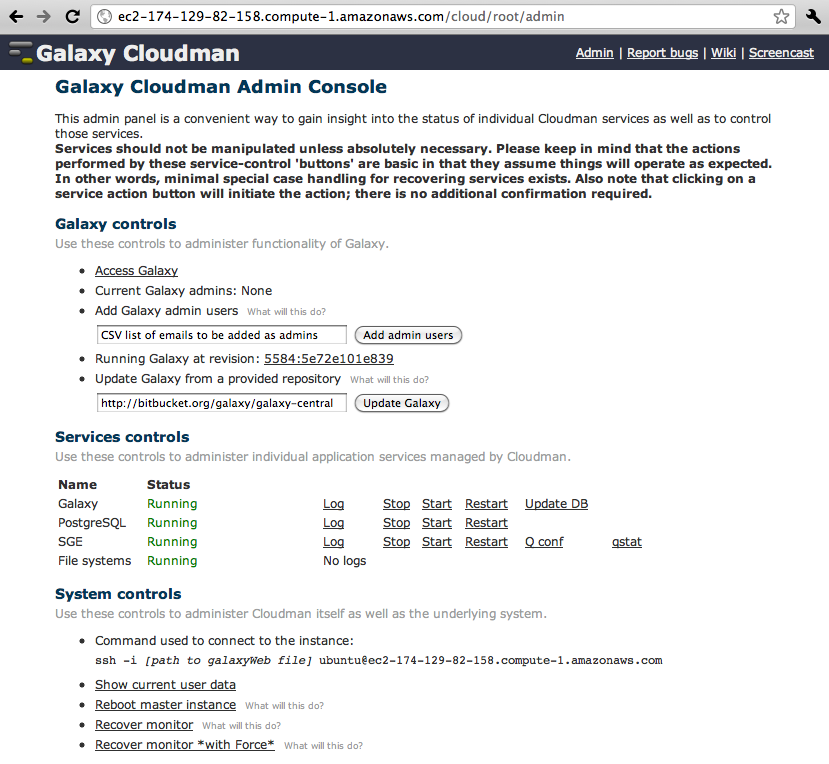 ec2-174-129-82-158.compute-1.amazonaws.com/cloud/root/admin
Galaxy Cloudman
Admin | Report bugs | Wiki | Screencast
Galaxy Cloudman Admin Console
This admin panel is a convenient way to gain insight into the status of individual Cloudman services as well as to control
those services.
Services should not be manipulated unless absolutely necessary. Please keep in mind that the actions
performed by these service-control 'buttons' are basic in that they assume things will operate as expected.
In other words, minimal special case handling for recovering services exists. Also note that clicking on a
service action button will initiate the action; there is no additional confirmation required.
Galaxy controls
Use these controls to administer functionality of Galaxy.
Access Galaxy
Current Galaxy admins: None
Add Galaxy admin users What will this do?
CSV list of emails to be added as admins Add admin users
Running Galaxy at revision: 5584:5e72e101e839
Update Galaxy from a provided repository What will this do?
http://bitbucket.org/galaxy/galaxy-central Update Galaxy
Services controls
Use these controls to administer individual application services managed by Cloudman.
Name Status
Galaxy Running Log Stop Start Restart Update DB
PostgreSQL Running Log Stop Start Restart
SGE Running Log Stop Start Restart Q conf qstat
File systems Running No logs
System controls
Use these controls to administer Cloudman itself as well as the underlying system.
Command used to connect to the instance:
ssh -i [path to galaxyWeb file] ubuntu@ec2-174-129-82-158.compute-1.amazonaws.com
Show current user data
Reboot master instance What will this do?
Recover monitor What will this do?
Recover monitor *with Force* What will this do?